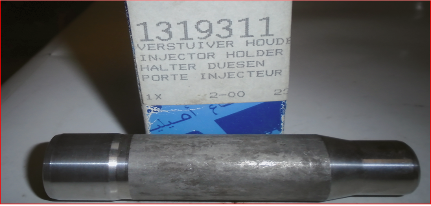 1319311
VERSTUIVER HOUDE
INJECTOR HOLDER
HALTER DUESEN
PORTE INJECTEUR
1X 2-00